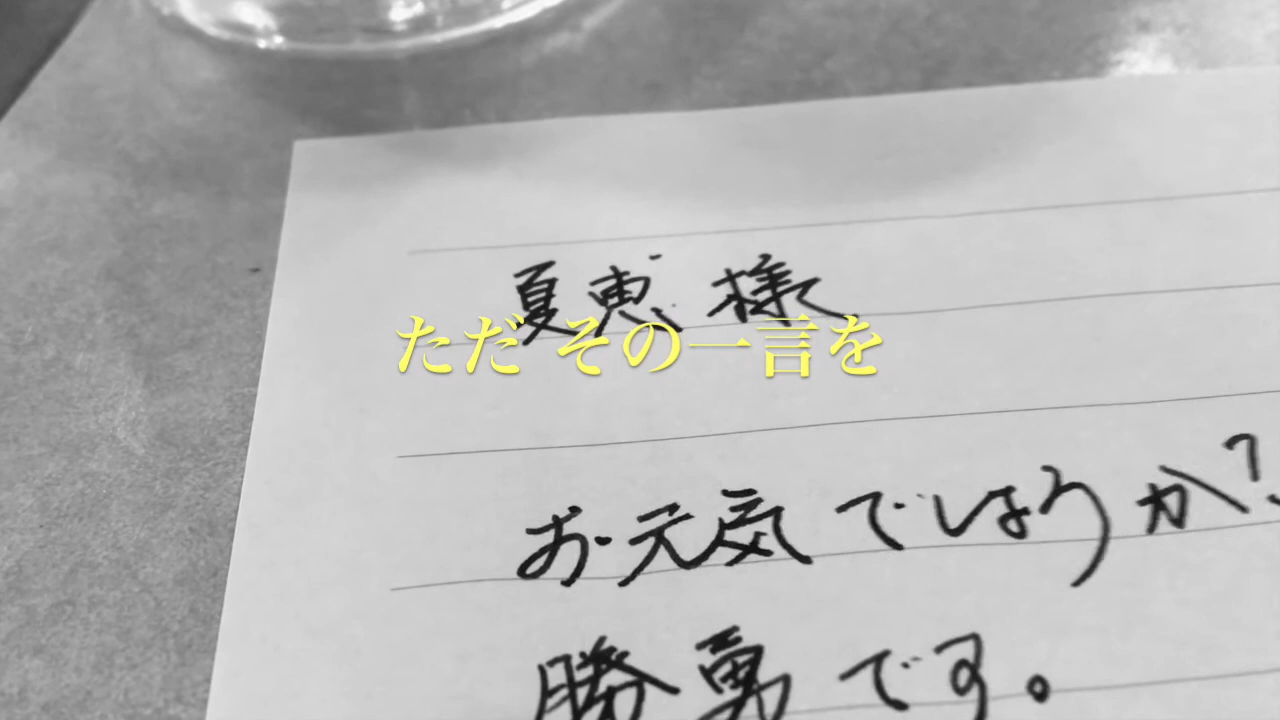 夏恵 様
ただ その一言を
お元気でしょうか?
勝勇です。